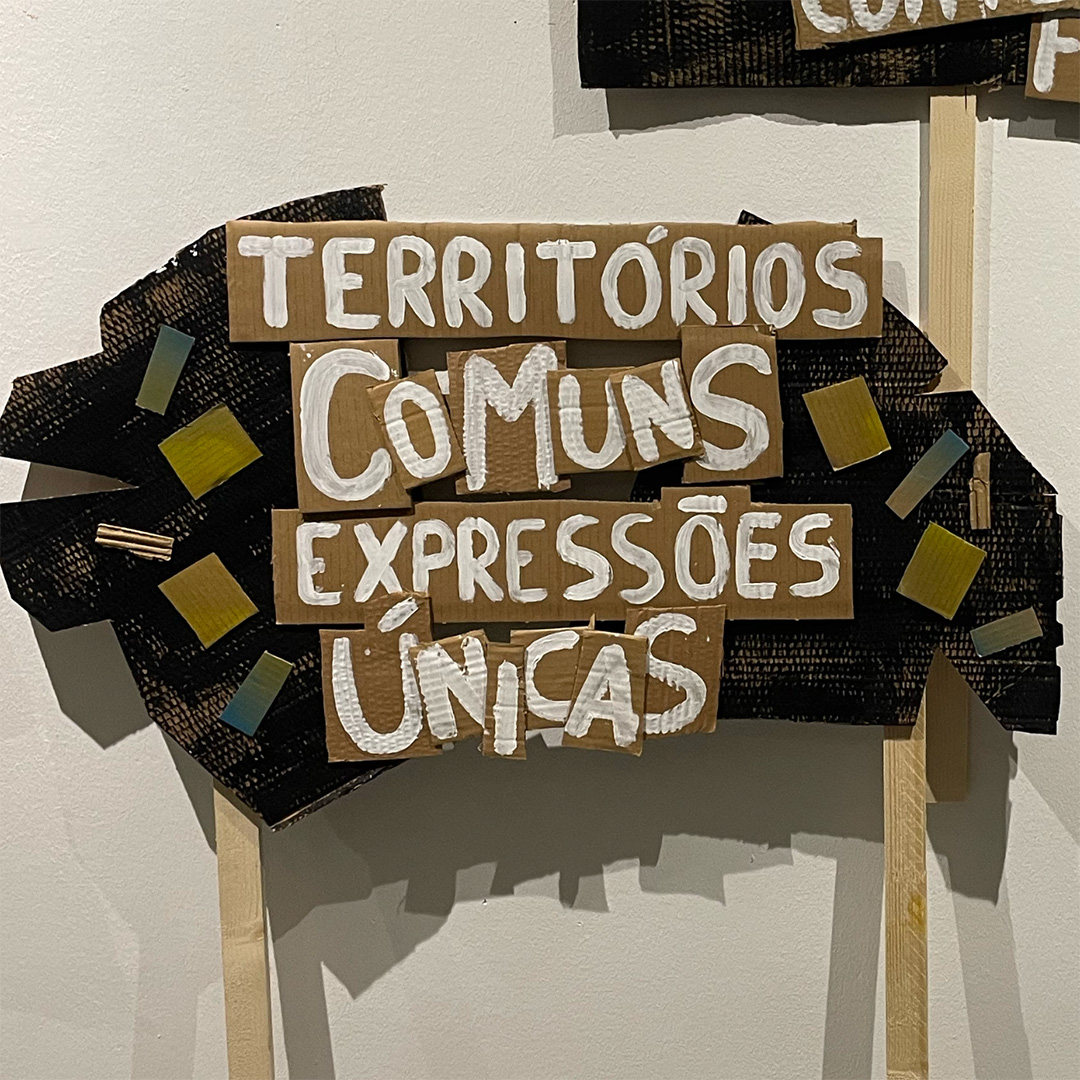 TERRITÓRIOS
COMUNS
EXPRESSÕES
ÚNICAS